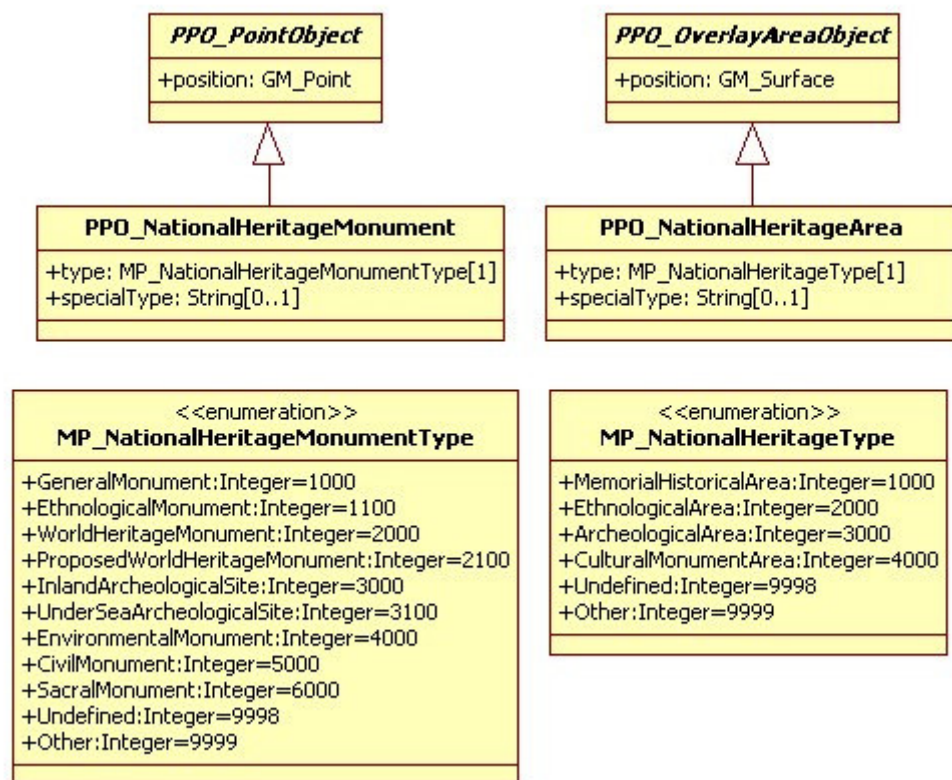 PPO_PointObject
+position: GM_Point
PPO_OverlayAreaObject
+position: GM_Surface
PPO_NationalHeritageMonument
+type: MP_NationalHeritageMonumentType[1]
+specialType: String[0..1]
PPO_NationalHeritageArea
+type: MP_NationalHeritageType[1]
+specialType: String[0..1]
<<enumeration>>
MP_NationalHeritageMonumentType
+GeneralMonument:Integer=1000
+EthnologicalMonument:Integer=1100
+WorldHeritageMonument:Integer=2000
+ProposedWorldHeritageMonument:Integer=2100
+InlandArcheologicalSite:Integer=3000
+UnderSeaArcheologicalSite:Integer=3100
+EnvironmentalMonument:Integer=4000
+CivilMonument:Integer=5000
+SacralMonument:Integer=6000
+Undefined:Integer=9998
+Other:Integer=9999
<<enumeration>>
MP_NationalHeritageType
+MemorialHistoricalArea:Integer=1000
+EthnologicalArea:Integer=2000
+ArcheologicalArea:Integer=3000
+CulturalMonumentArea:Integer=4000
+Undefined:Integer=9998
+Other:Integer=9999